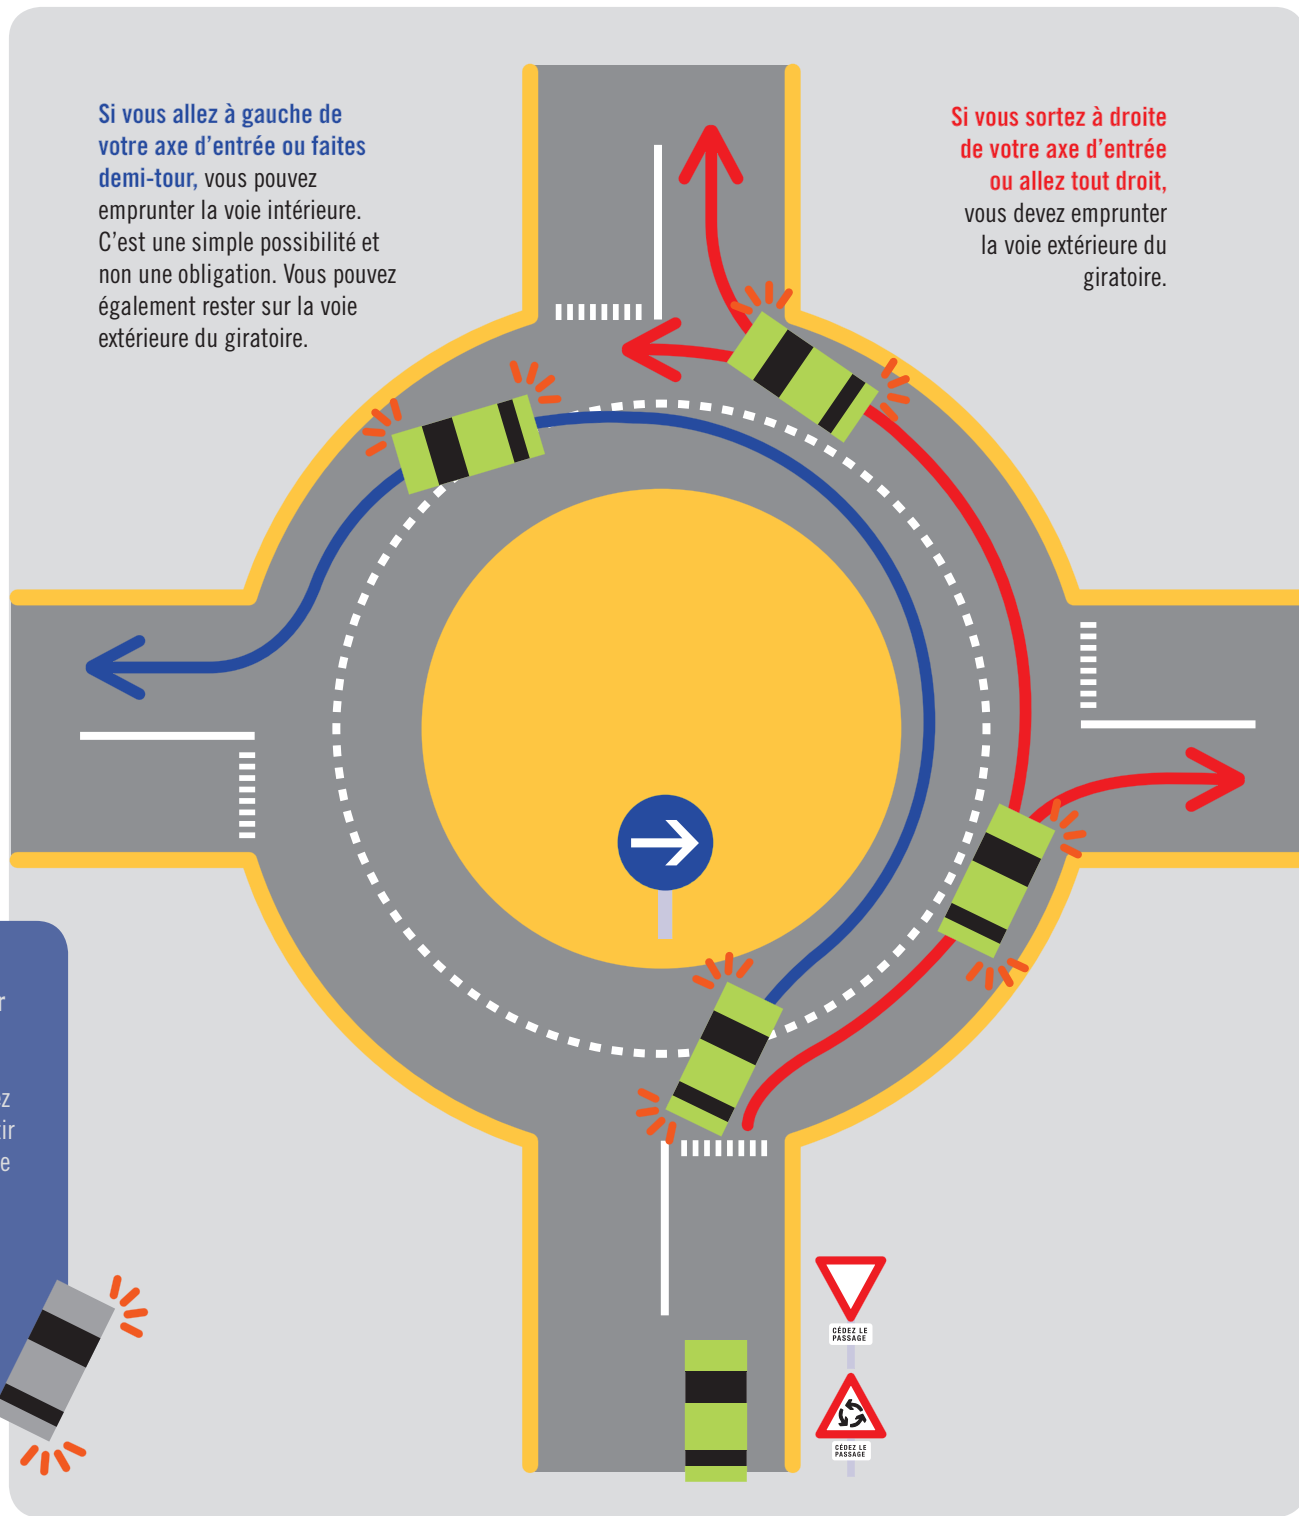 Si vous allez à gauche de
votre axe d'entrée ou faites
demi-tour, vous pouvez
emprunter la voie intérieure.
C'est une simple possibilité et
non une obligation. Vous pouvez
également rester sur la voie
extérieure du giratoire.
Si vous sortez à droite
de votre axe d'entrée
ou allez tout droit,
vous devez emprunter
la voie extérieure du
giratoire.
CÉDEZ LE
PASSAGE
CÉDEZ LE
PASSAGE